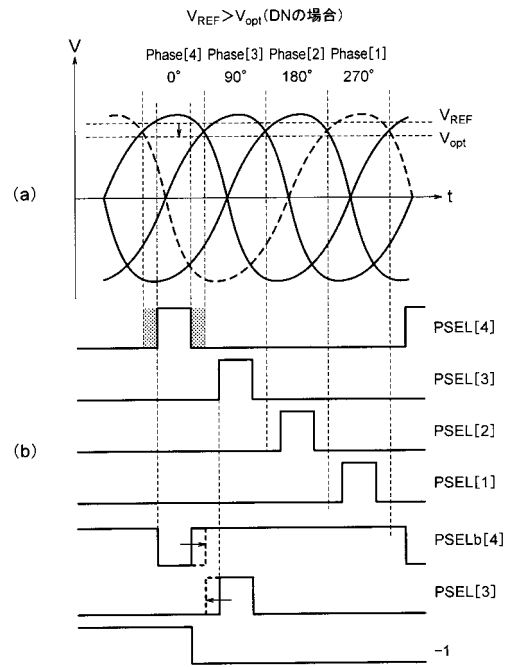 V_REF＞V_opt(DNの場合)
Phase[4] Phase[3] Phase[2] Phase[1]
V
0° 90° 180° 270°
V_REF
V_opt
(a)
t
PSEL[4]
PSEL[3]
PSEL[2]
(b)
PSEL[1]
PSELb[4]
PSEL[3]
-1